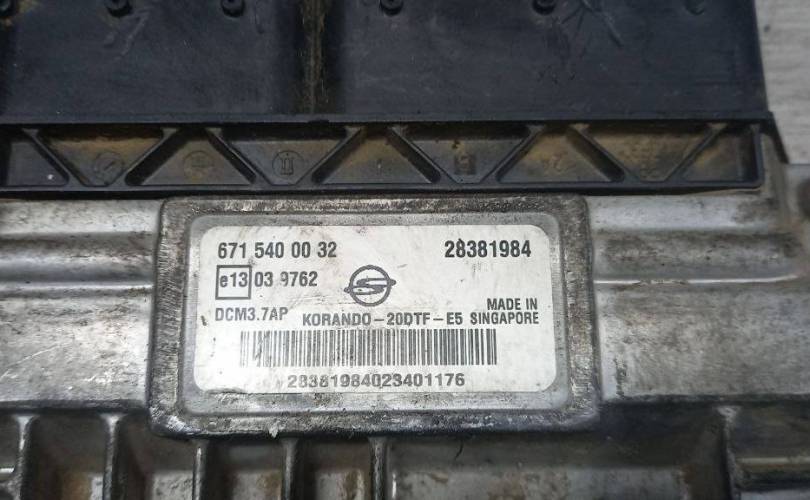 671 540 00 32 28381984
e13 03 9762
DCM3.7AP KORANDO-20DTF-E5 MADE IN SINGAPORE
28381984023401176